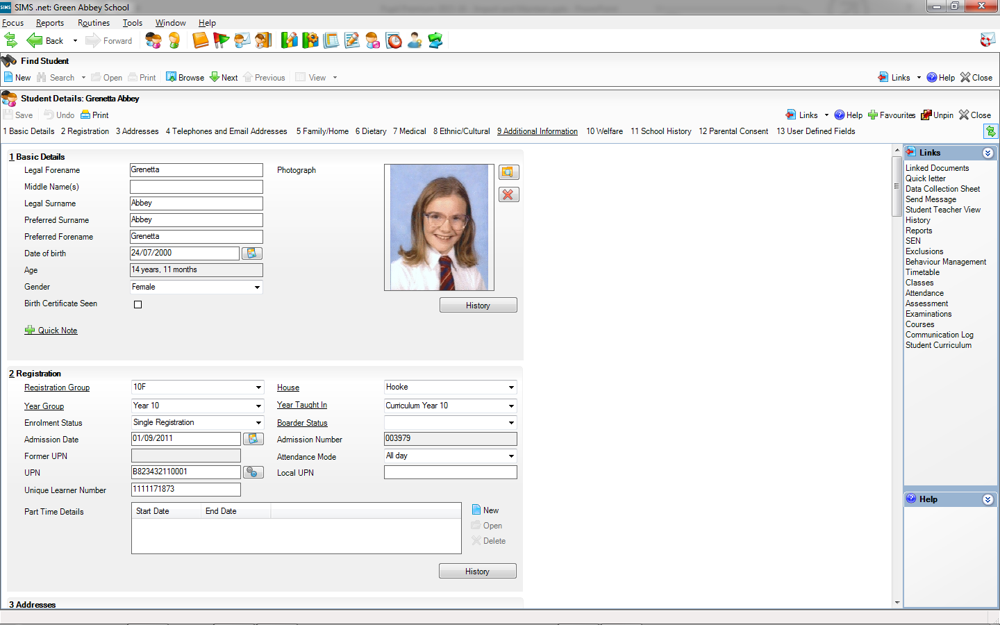 SIMS SIMS .net: Green Abbey School
Focus Reports Routines Tools Window Help
Back Forward
Find Student
New Search Open Print Browse Next Previous View Links Help Close
Student Details: Grenetta Abbey
Save Undo Print Links Help Favourites Unpin Close
1 Basic Details 2 Registration 3 Addresses 4 Telephones and Email Addresses 5 Family/Home 6 Dietary 7 Medical 8 Ethnic/Cultural 9 Additional Information 10 Welfare 11 School History 12 Parental Consent 13 User Defined Fields
1 Basic Details
Legal Forename Grenetta Photograph
Middle Name(s)
Legal Surname Abbey
Preferred Surname Abbey
Preferred Forename Grenetta
Date of birth 24/07/2000
Age 14 years, 11 months
Gender Female
Birth Certificate Seen
History
Quick Note
2 Registration
Registration Group 10F House Hooke
Year Group Year 10 Year Taught In Curriculum Year 10
Enrolment Status Single Registration Boarder Status
Admission Date 01/09/2011 Admission Number 003979
Former UPN Attendance Mode All day
UPN B823432110001 Local UPN
Unique Learner Number 1111171873
Part Time Details Start Date End Date New
Open
Delete
History
3 Addresses
Links
Linked Documents
Quick letter
Data Collection Sheet
Send Message
Student Teacher View
History
Reports
SEN
Exclusions
Behaviour Management
Timetable
Classes
Attendance
Assessment
Examinations
Courses
Communication Log
Student Curriculum
Help